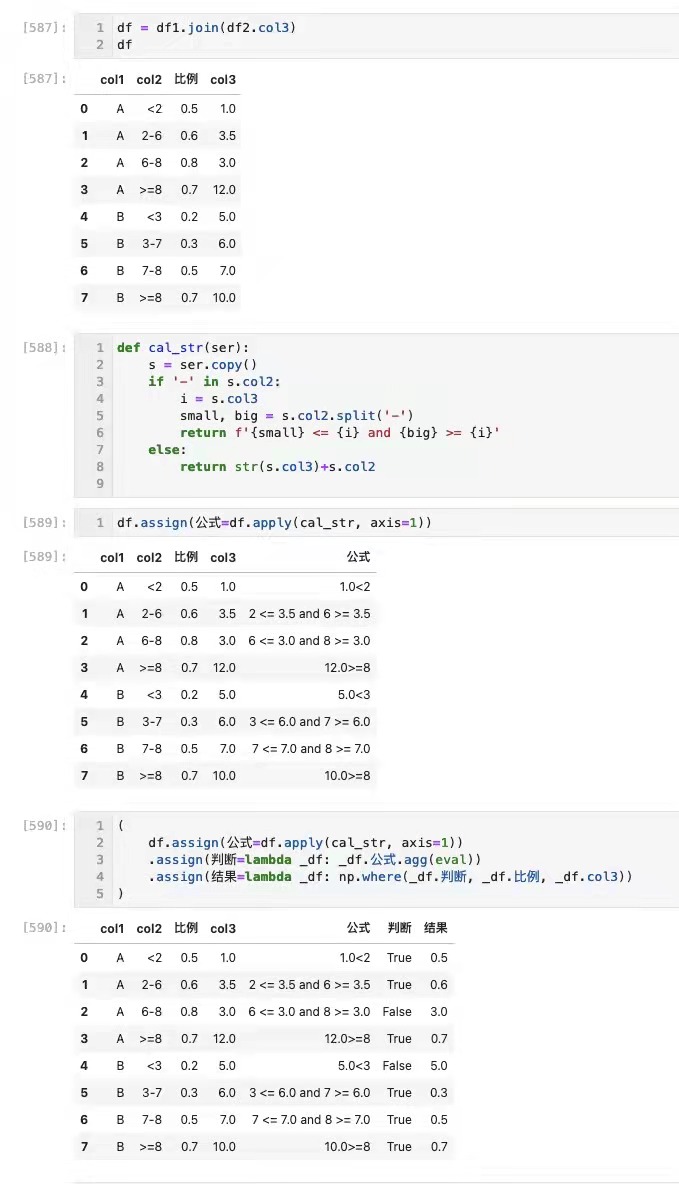 [587]: 1 df = df1.join(df2.col3)
2 df
[587]: col1 col2 比例 col3
0 A <2 0.5 1.0
1 A 2-6 0.6 3.5
2 A 6-8 0.8 3.0
3 A >=8 0.7 12.0
4 B <3 0.2 5.0
5 B 3-7 0.3 6.0
6 B 7-8 0.5 7.0
7 B >=8 0.7 10.0
[588]: 1 def cal_str(ser):
2     s = ser.copy()
3     if '-' in s.col2:
4         i = s.col3
5         small, big = s.col2.split('-')
6         return f'{small} <= {i} and {big} >= {i}'
7     else:
8         return str(s.col3)+s.col2
9
[589]: 1 df.assign(公式=df.apply(cal_str, axis=1))
[589]: col1 col2 比例 col3 公式
0 A <2 0.5 1.0 1.0<2
1 A 2-6 0.6 3.5 2 <= 3.5 and 6 >= 3.5
2 A 6-8 0.8 3.0 6 <= 3.0 and 8 >= 3.0
3 A >=8 0.7 12.0 12.0>=8
4 B <3 0.2 5.0 5.0<3
5 B 3-7 0.3 6.0 3 <= 6.0 and 7 >= 6.0
6 B 7-8 0.5 7.0 7 <= 7.0 and 8 >= 7.0
7 B >=8 0.7 10.0 10.0>=8
[590]: 1 (
2     df.assign(公式=df.apply(cal_str, axis=1))
3     .assign(判断=lambda _df: _df.公式.agg(eval))
4     .assign(结果=lambda _df: np.where(_df.判断, _df.比例, _df.col3))
5 )
[590]: col1 col2 比例 col3 公式 判断 结果
0 A <2 0.5 1.0 1.0<2 True 0.5
1 A 2-6 0.6 3.5 2 <= 3.5 and 6 >= 3.5 True 0.6
2 A 6-8 0.8 3.0 6 <= 3.0 and 8 >= 3.0 False 3.0
3 A >=8 0.7 12.0 12.0>=8 True 0.7
4 B <3 0.2 5.0 5.0<3 False 5.0
5 B 3-7 0.3 6.0 3 <= 6.0 and 7 >= 6.0 True 0.3
6 B 7-8 0.5 7.0 7 <= 7.0 and 8 >= 7.0 True 0.5
7 B >=8 0.7 10.0 10.0>=8 True 0.7